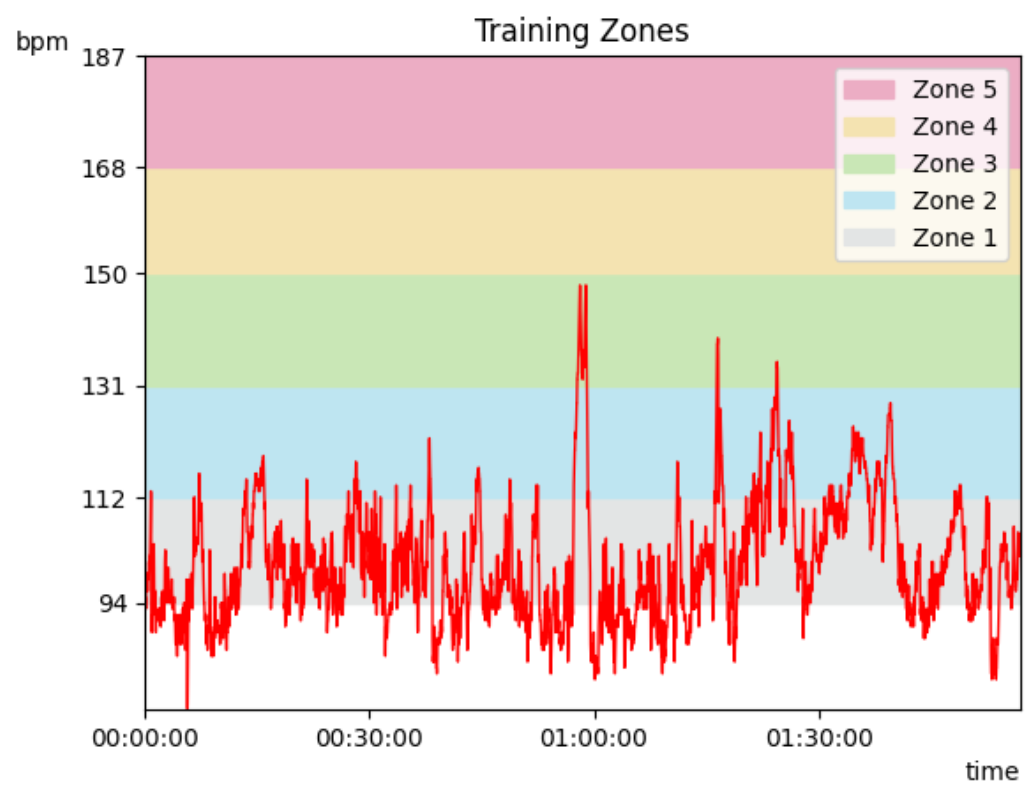 Training Zones
bpm
187
168
150
131
112
94
Zone 5
Zone 4
Zone 3
Zone 2
Zone 1
00:00:00 00:30:00 01:00:00 01:30:00
time